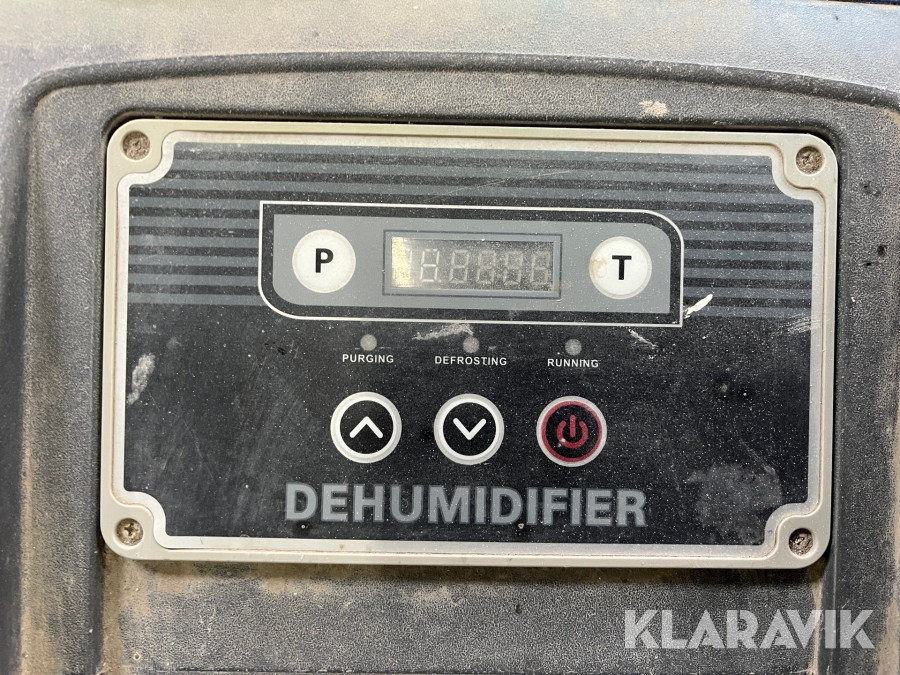 P T
PURGING DEFROSTING RUNNING
DEHUMIDIFIER
KLARAVIK